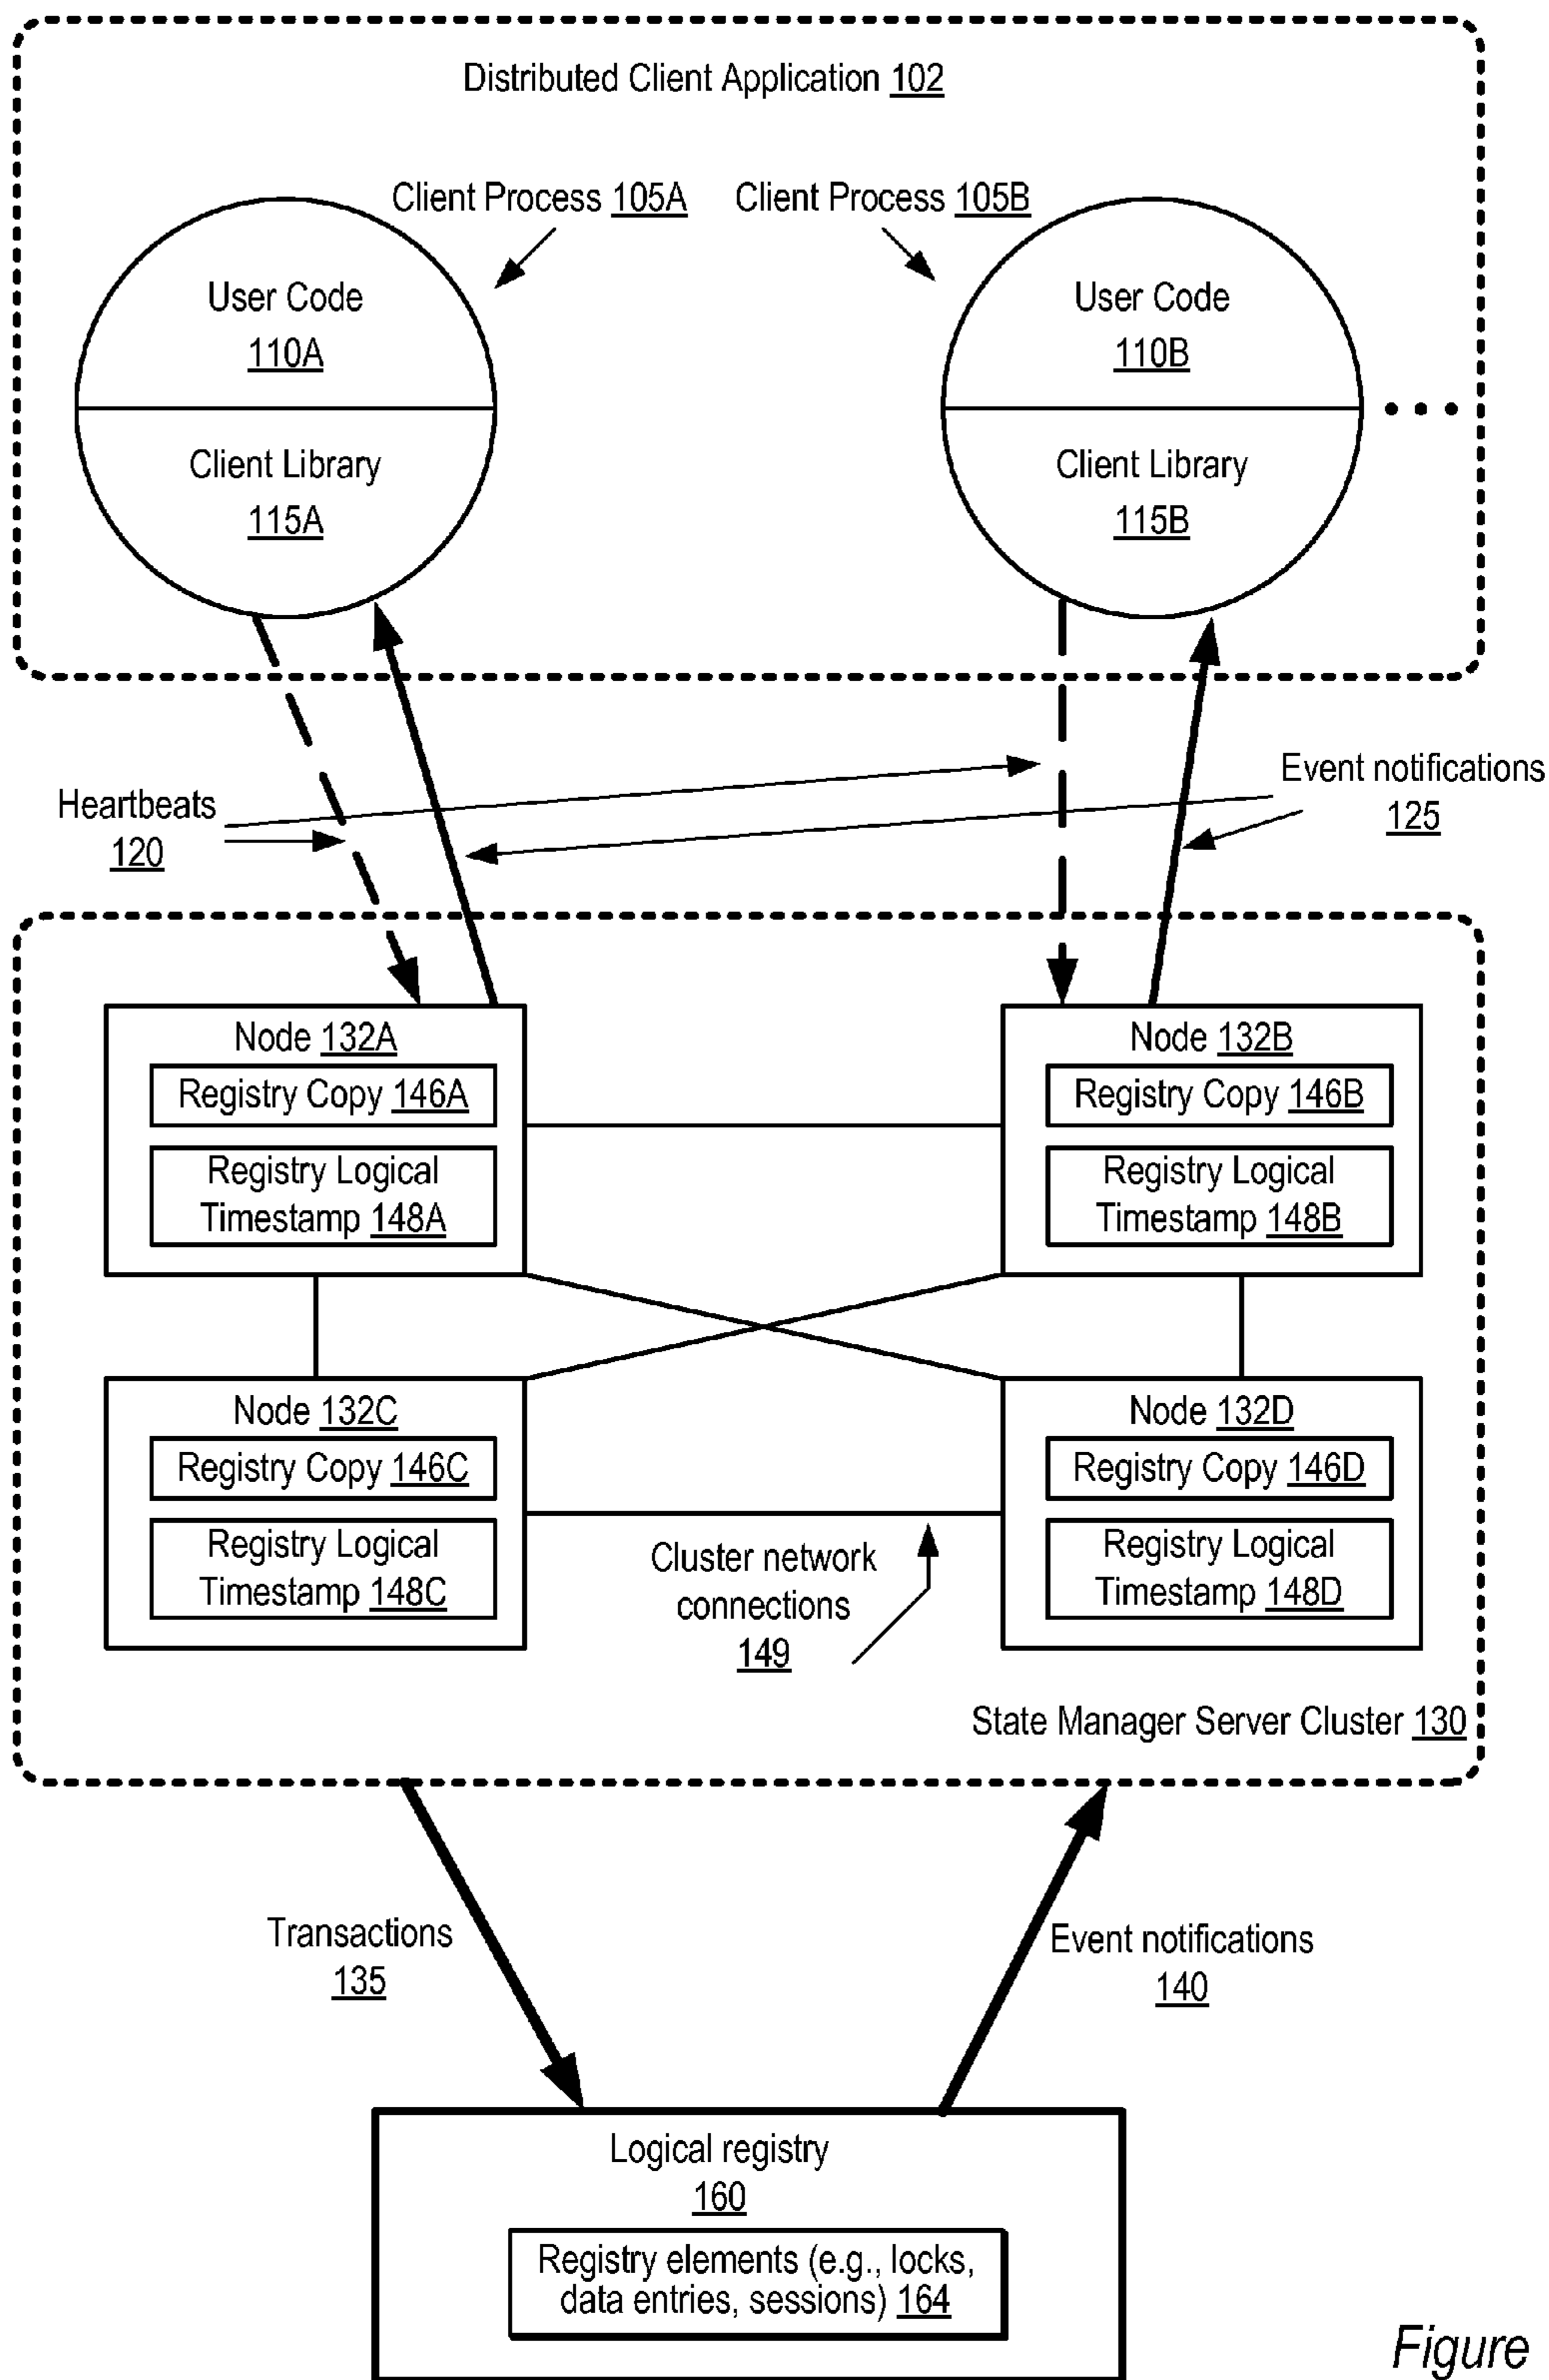 Distributed Client Application 102
Client Process 105A
Client Process 105B
User Code
110A
Client Library
115A
User Code
110B
Client Library
115B
Heartbeats
120
Event notifications
125
Node 132A
Registry Copy 146A
Registry Logical
Timestamp 148A
Node 132B
Registry Copy 146B
Registry Logical
Timestamp 148B
Node 132C
Registry Copy 146C
Registry Logical
Timestamp 148C
Node 132D
Registry Copy 146D
Registry Logical
Timestamp 148D
Cluster network
connections
149
State Manager Server Cluster 130
Transactions
135
Event notifications
140
Logical registry
160
Registry elements (e.g., locks,
data entries, sessions) 164
Figure